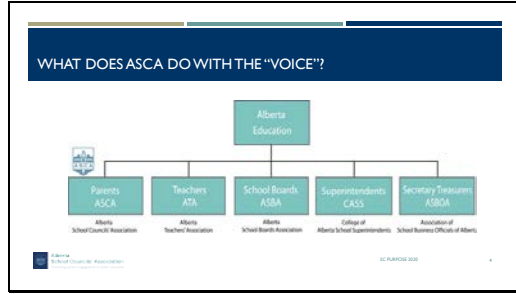 WHAT DOES ASCA DO WITH THE “VOICE”?
Alberta
Education
ASCA
Parents
ASCA
Teachers
ATA
School Boards
ASBA
Superintendents
CASS
Secretary Treasurers
ASBOA
Alberta
School Councils' Association
Alberta
Teachers' Association
Alberta
School Boards Association
College of
Alberta School Superintendents
Association of
School Business Officials of Alberta
Alberta
School Councils' Association
SC PURPOSE 2020